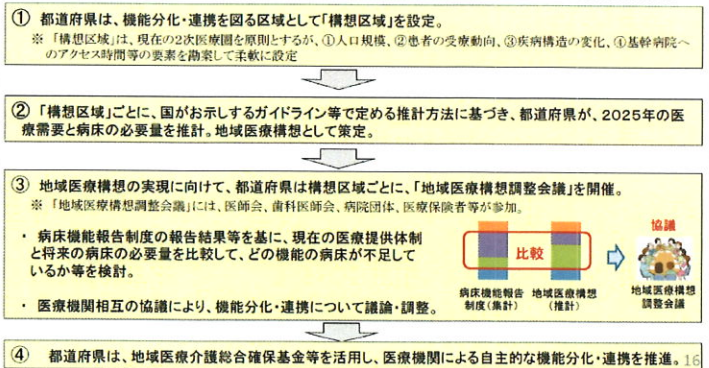 ① 都道府県は、機能分化・連携を図る区域として「構想区域」を設定。
※ 「構想区域」は、現在の2次医療圏を原則とするが、①人口規模、②患者の受療動向、③疾病構造の変化、④基幹病院へ
のアクセス時間等の要素を勘案して柔軟に設定
② 「構想区域」ごとに、国がお示しするガイドライン等で定める推計方法に基づき、都道府県が、2025年の医
療需要と病床の必要量を推計。地域医療構想として策定。
③ 地域医療構想の実現に向けて、都道府県は構想区域ごとに、「地域医療構想調整会議」を開催。
※ 「地域医療構想調整会議」には、医師会、歯科医師会、病院団体、医療保険者等が参加。
・ 病床機能報告制度の報告結果等を基に、現在の医療提供体制
と将来の病床の必要量を比較して、どの機能の病床が不足して
いるか等を検討。
・ 医療機関相互の協議により、機能分化・連携について議論・調整。
比較
病床機能報告
制度(集計)
地域医療構想
(推計)
協議
地域医療構想
調整会議
④ 都道府県は、地域医療介護総合確保基金等を活用し、医療機関による自主的な機能分化・連携を推進。
16